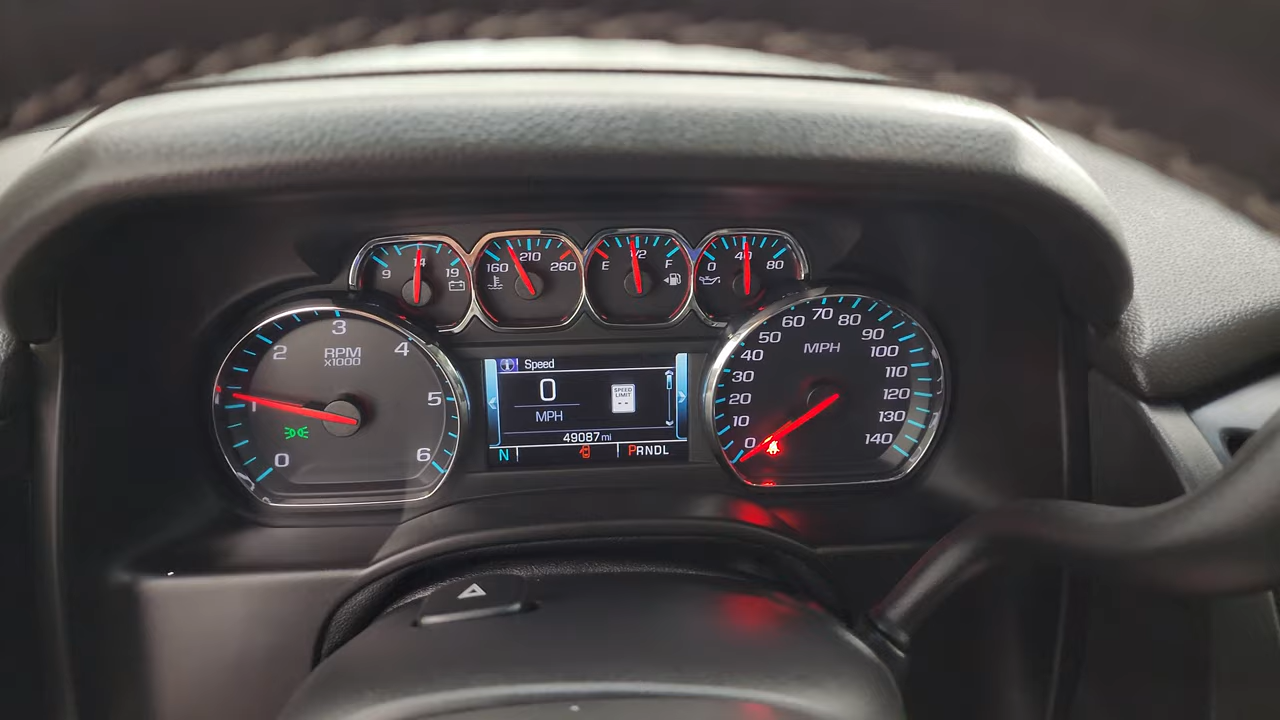 9 14 19
160 210 260
E 1/2 F
0 40 80
0 1 2 3 4 5 6
RPM
X1000
Speed
0
MPH
SPEED
LIMIT
--
49087 mi
N PRNDL
0 10 20 30 40 50 60 70 80 90 100 110 120 130 140
MPH